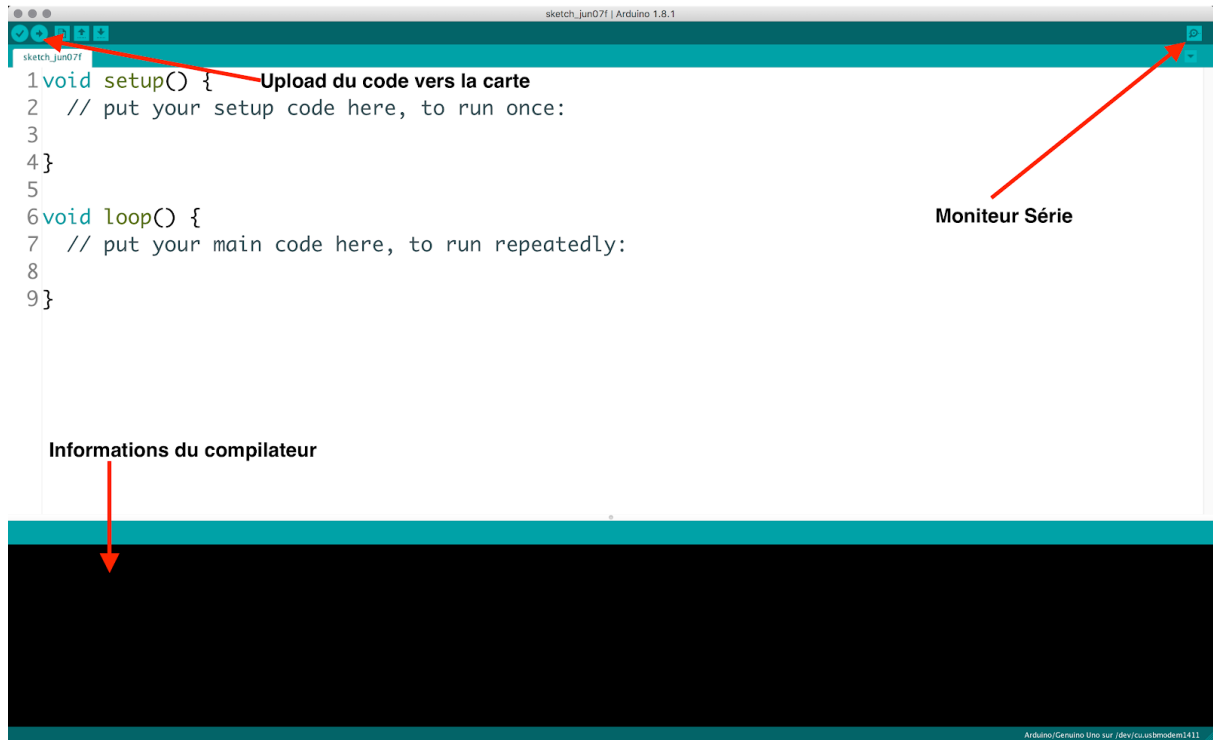 sketch_jun07f | Arduino 1.8.1
sketch_jun07f
1 void setup() {
Upload du code vers la carte
2 // put your setup code here, to run once:
3
4 }
5
6 void loop() {
Moniteur Série
7 // put your main code here, to run repeatedly:
8
9 }
Informations du compilateur
Arduino/Genuino Uno sur /dev/cu.usbmodem1411